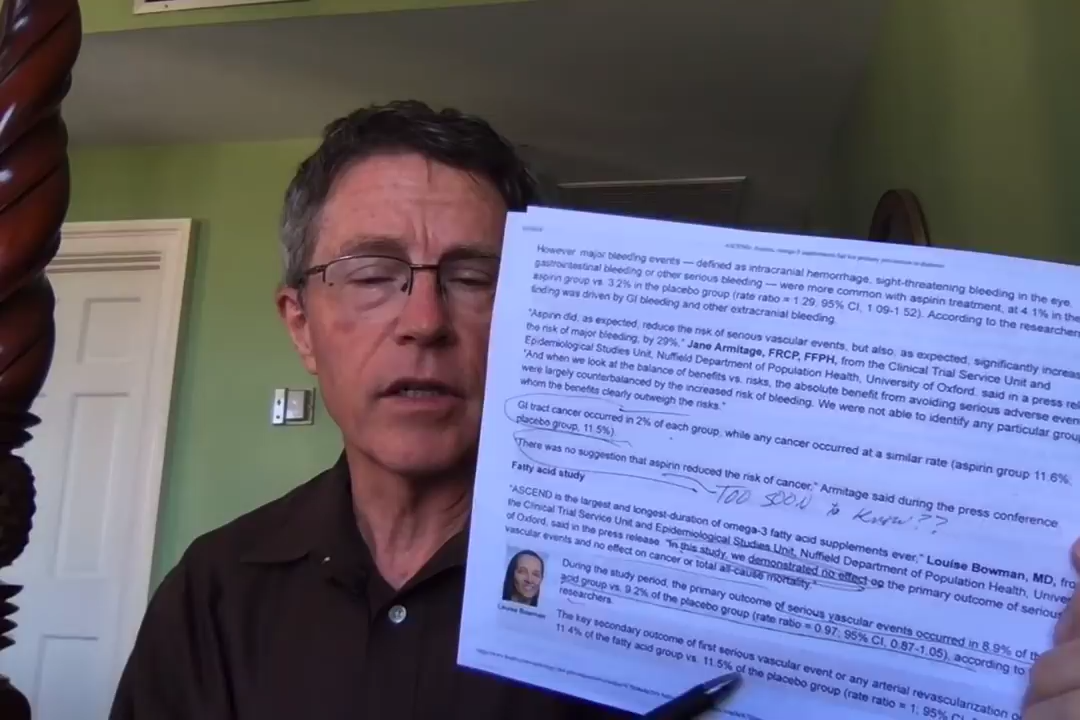 However major bleeding events — defined as intracranial hemorrhage, sight-threatening bleeding in the eye,
gastrointestinal bleeding or other serious bleeding — were more common with aspirin treatment, at 4.1% in the
aspirin group vs. 3.2% in the placebo group (rate ratio = 1.29; 95% CI, 1.09-1.52). According to the researchers
finding was driven by GI bleeding and other extracranial bleeding.
"Aspirin did, as expected, reduce the risk of serious vascular events, but also, as expected, significantly increas
the risk of major bleeding, by 29%," Jane Armitage, FRCP, FFPH, from the Clinical Trial Service Unit and
Epidemiological Studies Unit, Nuffield Department of Population Health, University of Oxford, said in a press rel
"And when we look at the balance of benefits vs. risks, the absolute benefit from avoiding serious adverse even
were largely counterbalanced by the increased risk of bleeding. We were not able to identify any particular group
whom the benefits clearly outweigh the risks."
GI tract cancer occurred in 2% of each group, while any cancer occurred at a similar rate (aspirin group 11.6%;
placebo group, 11.5%).
There was no suggestion that aspirin reduced the risk of cancer," Armitage said during the press conference
TOO SOON to Know??
Fatty acid study
"ASCEND is the largest and longest-duration of omega-3 fatty acid supplements ever," Louise Bowman, MD, fro
the Clinical Trial Service Unit and Epidemiological Studies Unit, Nuffield Department of Population Health, Unive
of Oxford, said in the press release. "In this study, we demonstrated no effect on the primary outcome of serious
vascular events and no effect on cancer or total all-cause mortality."
During the study period, the primary outcome of serious vascular events occurred in 8.9% of th
acid group vs. 9.2% of the placebo group (rate ratio = 0.97; 95% CI, 0.87-1.05), according to
researchers.
Louise Bowman
The key secondary outcome of first serious vascular event or any arterial revascularization o
11.4% of the fatty acid group vs. 11.5% of the placebo group (rate ratio = 1; 95% CI,